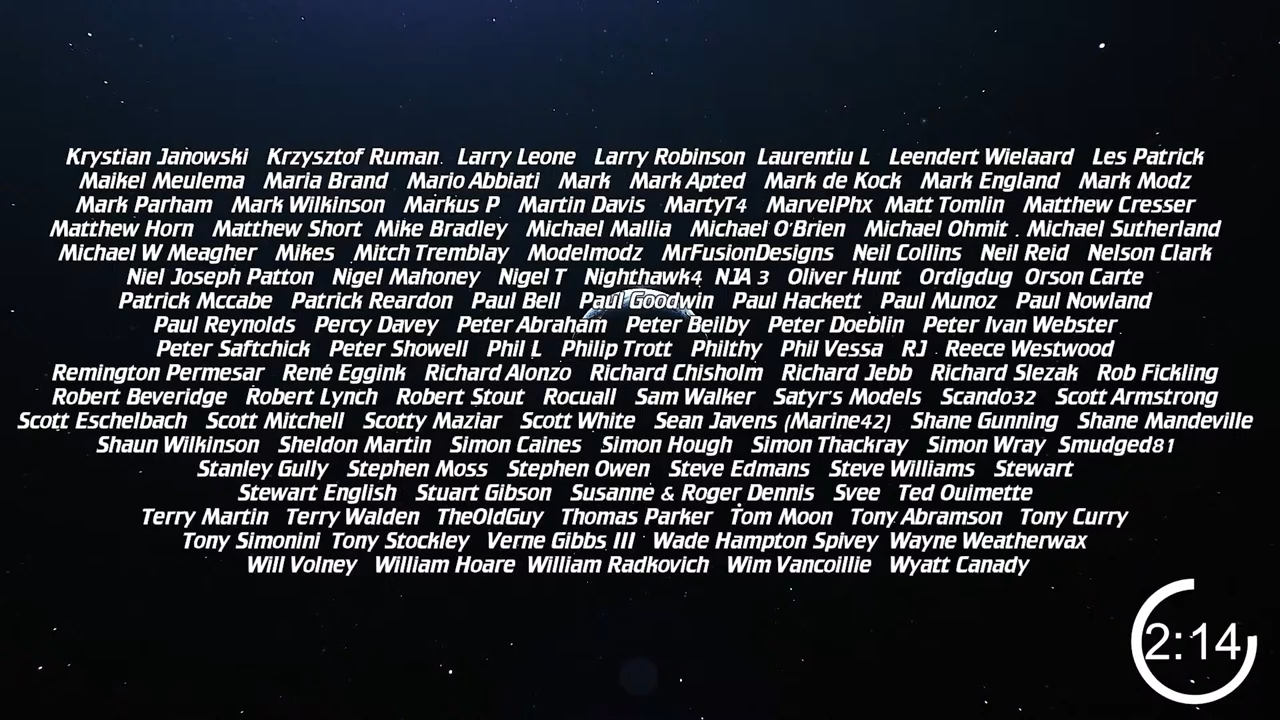 Krystian Janowski Krzysztof Ruman Larry Leone Larry Robinson Laurentiu L Leendert Wielaard Les Patrick
Maikel Meulema Maria Brand Mario Abbiati Mark Mark Apted Mark de Kock Mark England Mark Modz
Mark Parham Mark Wilkinson Markus P Martin Davis MartyT4 MarvelPhx Matt Tomlin Matthew Cresser
Matthew Horn Matthew Short Mike Bradley Michael Mallia Michael O'Brien Michael Ohmit Michael Sutherland
Michael W Meagher Mikes Mitch Tremblay Modelmodz MrFusionDesigns Neil Collins Neil Reid Nelson Clark
Niel Joseph Patton Nigel Mahoney Nigel T Nighthawk4 NJA 3 Oliver Hunt Ordigdug Orson Carte
Patrick Mccabe Patrick Reardon Paul Bell Paul Goodwin Paul Hackett Paul Munoz Paul Nowland
Paul Reynolds Percy Davey Peter Abraham Peter Beilby Peter Doeblin Peter Ivan Webster
Peter Saftchick Peter Showell Phil L Philip Trott Philthy Phil Vessa RJ Reece Westwood
Remington Permesar René Eggink Richard Alonzo Richard Chisholm Richard Jebb Richard Slezak Rob Fickling
Robert Beveridge Robert Lynch Robert Stout Rocuall Sam Walker Satyr's Models Scando32 Scott Armstrong
Scott Eschelbach Scott Mitchell Scotty Maziar Scott White Sean Javens (Marine42) Shane Gunning Shane Mandeville
Shaun Wilkinson Sheldon Martin Simon Caines Simon Hough Simon Thackray Simon Wray Smudged81
Stanley Gully Stephen Moss Stephen Owen Steve Edmans Steve Williams Stewart
Stewart English Stuart Gibson Susanne & Roger Dennis Svee Ted Ouimette
Terry Martin Terry Walden TheOldGuy Thomas Parker Tom Moon Tony Abramson Tony Curry
Tony Simonini Tony Stockley Verne Gibbs III Wade Hampton Spivey Wayne Weatherwax
Will Volney William Hoare William Radkovich Wim Vancoillie Wyatt Canady
2:14